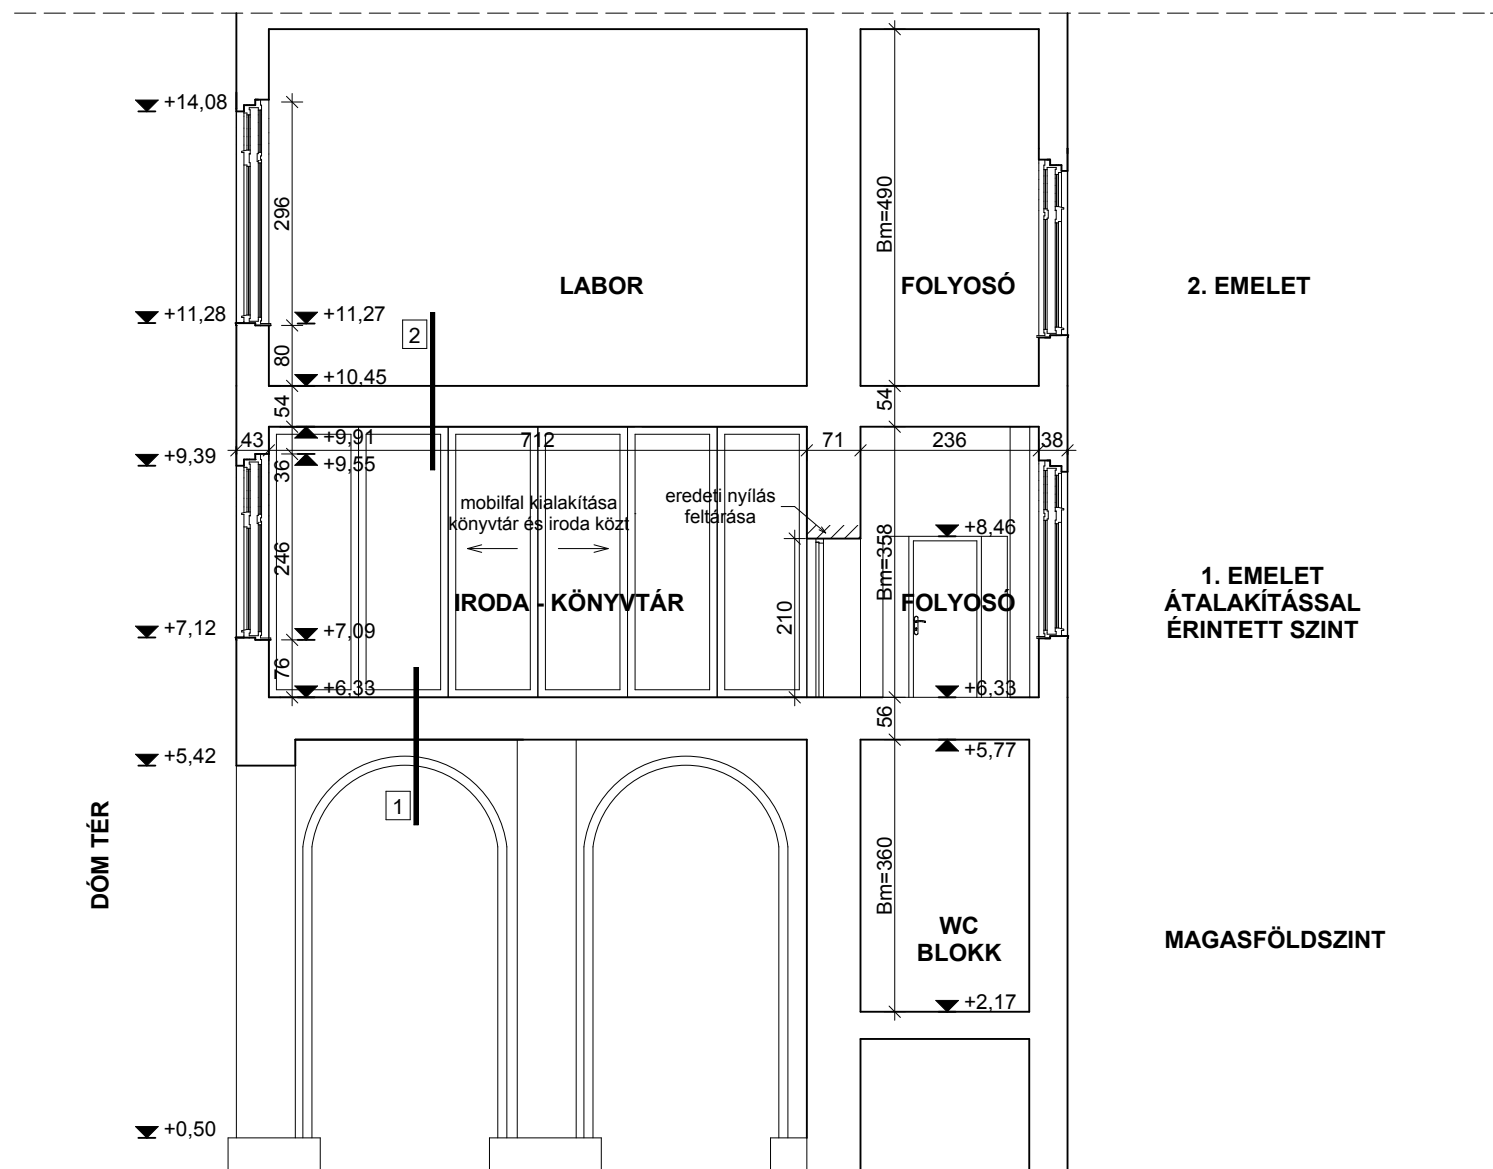 +14,08
296
Bm=490
LABOR
FOLYOSÓ
2. EMELET
+11,28
+11,27
2
80
+10,45
54
54
+9,91
43
712
71
236
38
+9,39
+9,55
36
mobilfal kialakítása
könyvtár és iroda közt
eredeti nyílás
feltárása
+8,46
246
Bm=358
210
IRODA - KÖNYVTÁR
FOLYOSÓ
1. EMELET
ÁTALAKÍTÁSSAL
ÉRINTETT SZINT
+7,12
+7,09
76
+6,33
+6,33
56
+5,42
+5,77
1
DÓM TÉR
Bm=360
WC
BLOKK
MAGASFÖLDSZINT
+2,17
+0,50